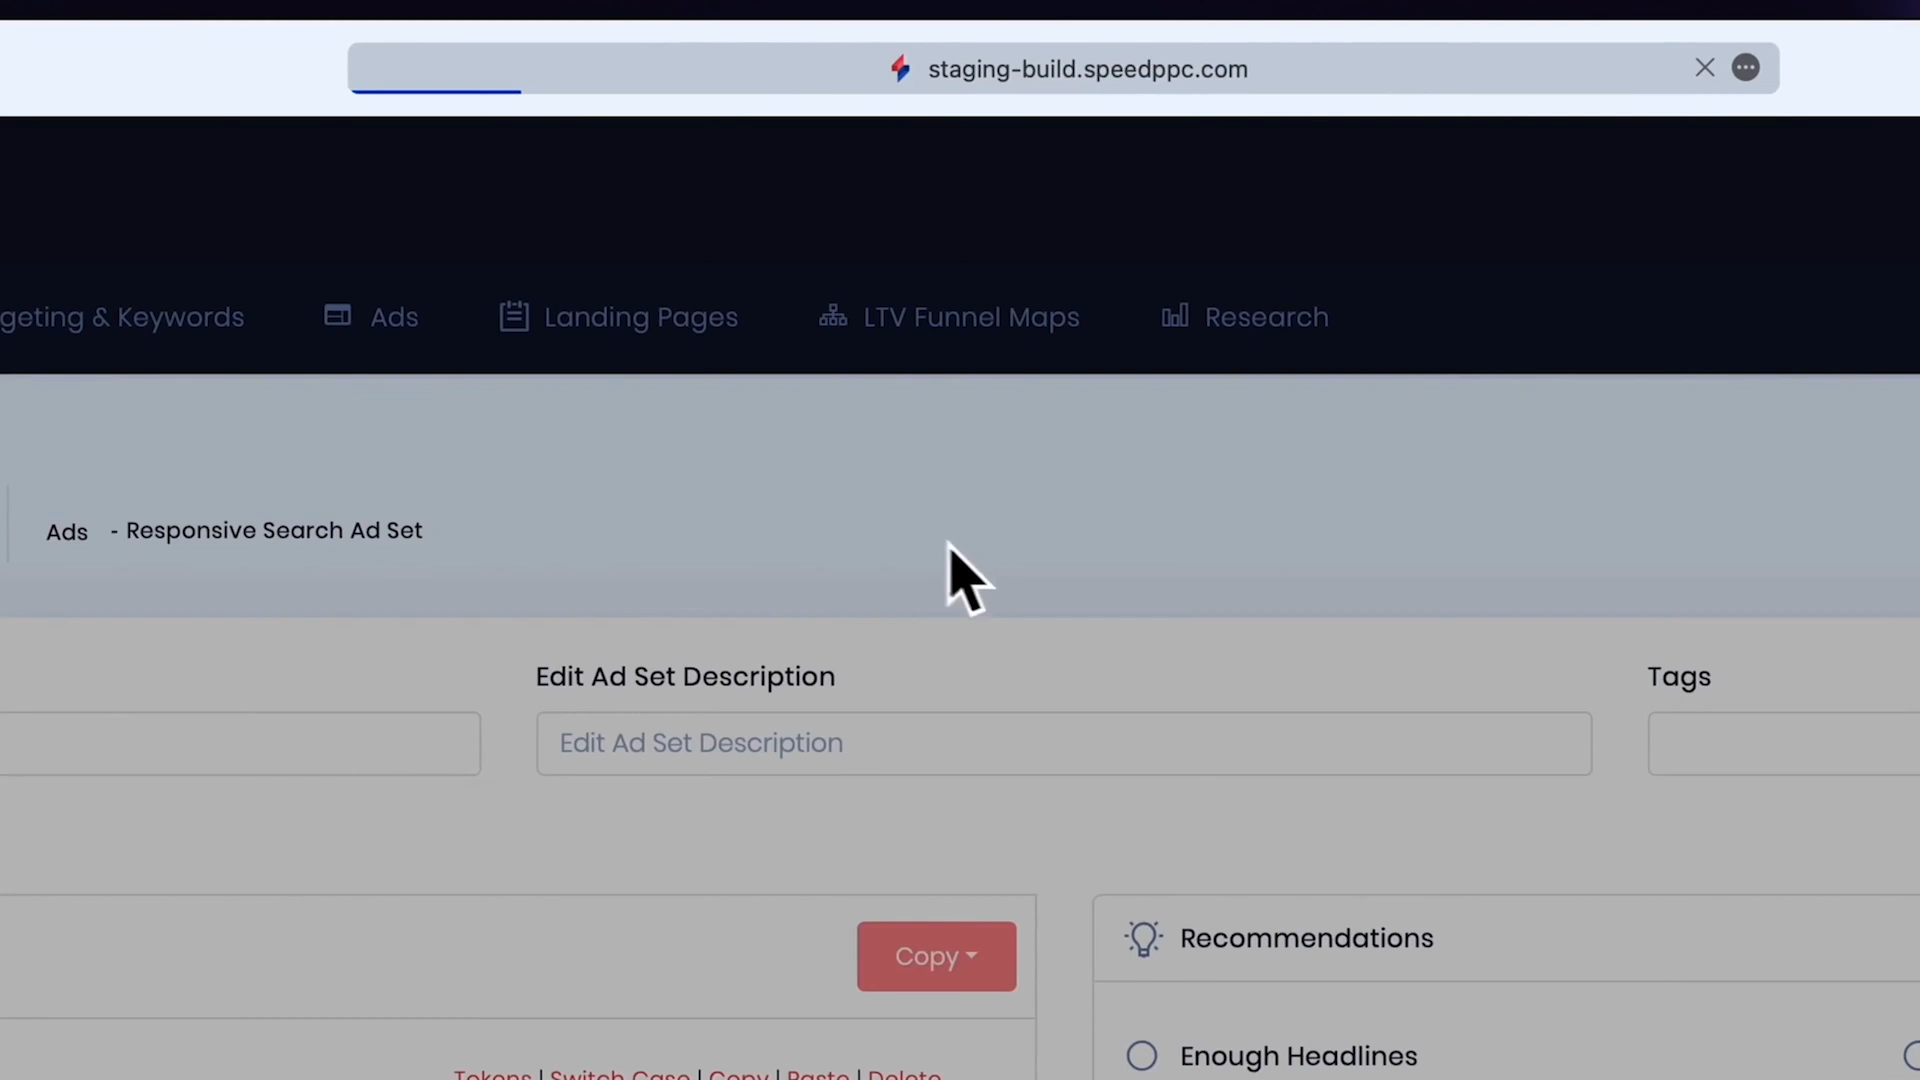 staging-build.speedppc.com
geting & Keywords
Ads
Landing Pages
LTV Funnel Maps
Research
Ads - Responsive Search Ad Set
Edit Ad Set Description
Tags
Edit Ad Set Description
Copy
Recommendations
Enough Headlines
Tokens | Switch Case | Copy | Paste | Delete